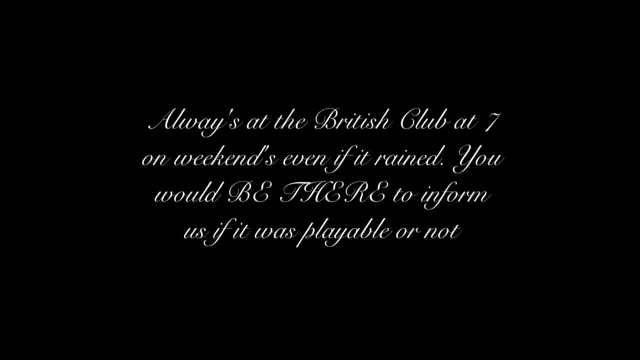 Alway's at the British Club at 7
on weekend's even if it rained. You
would BE THERE to inform
us if it was playable or not